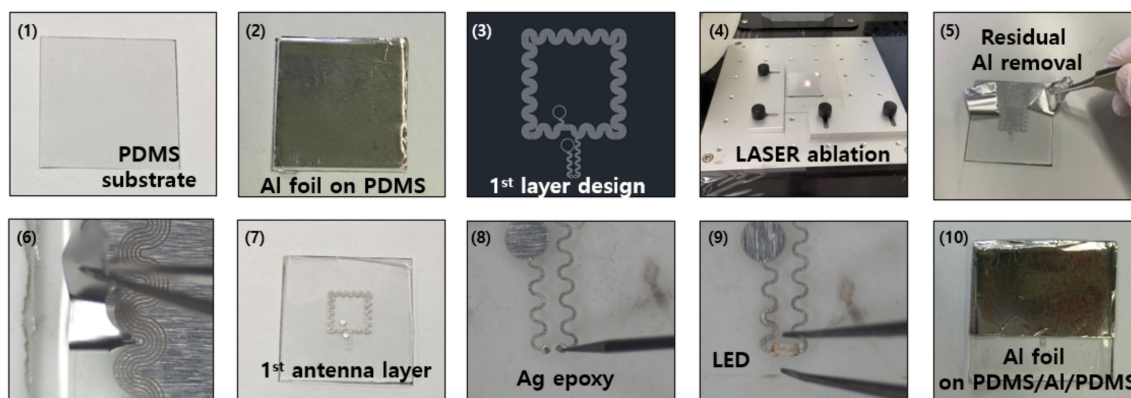 (1)
PDMS
substrate
(2)
Al foil on PDMS
(3)
1st layer design
(4)
LASER ablation
(5)
Residual
Al removal
(6)
(7)
1st antenna layer
(8)
Ag epoxy
(9)
LED
(10)
Al foil
on PDMS/Al/PDMS